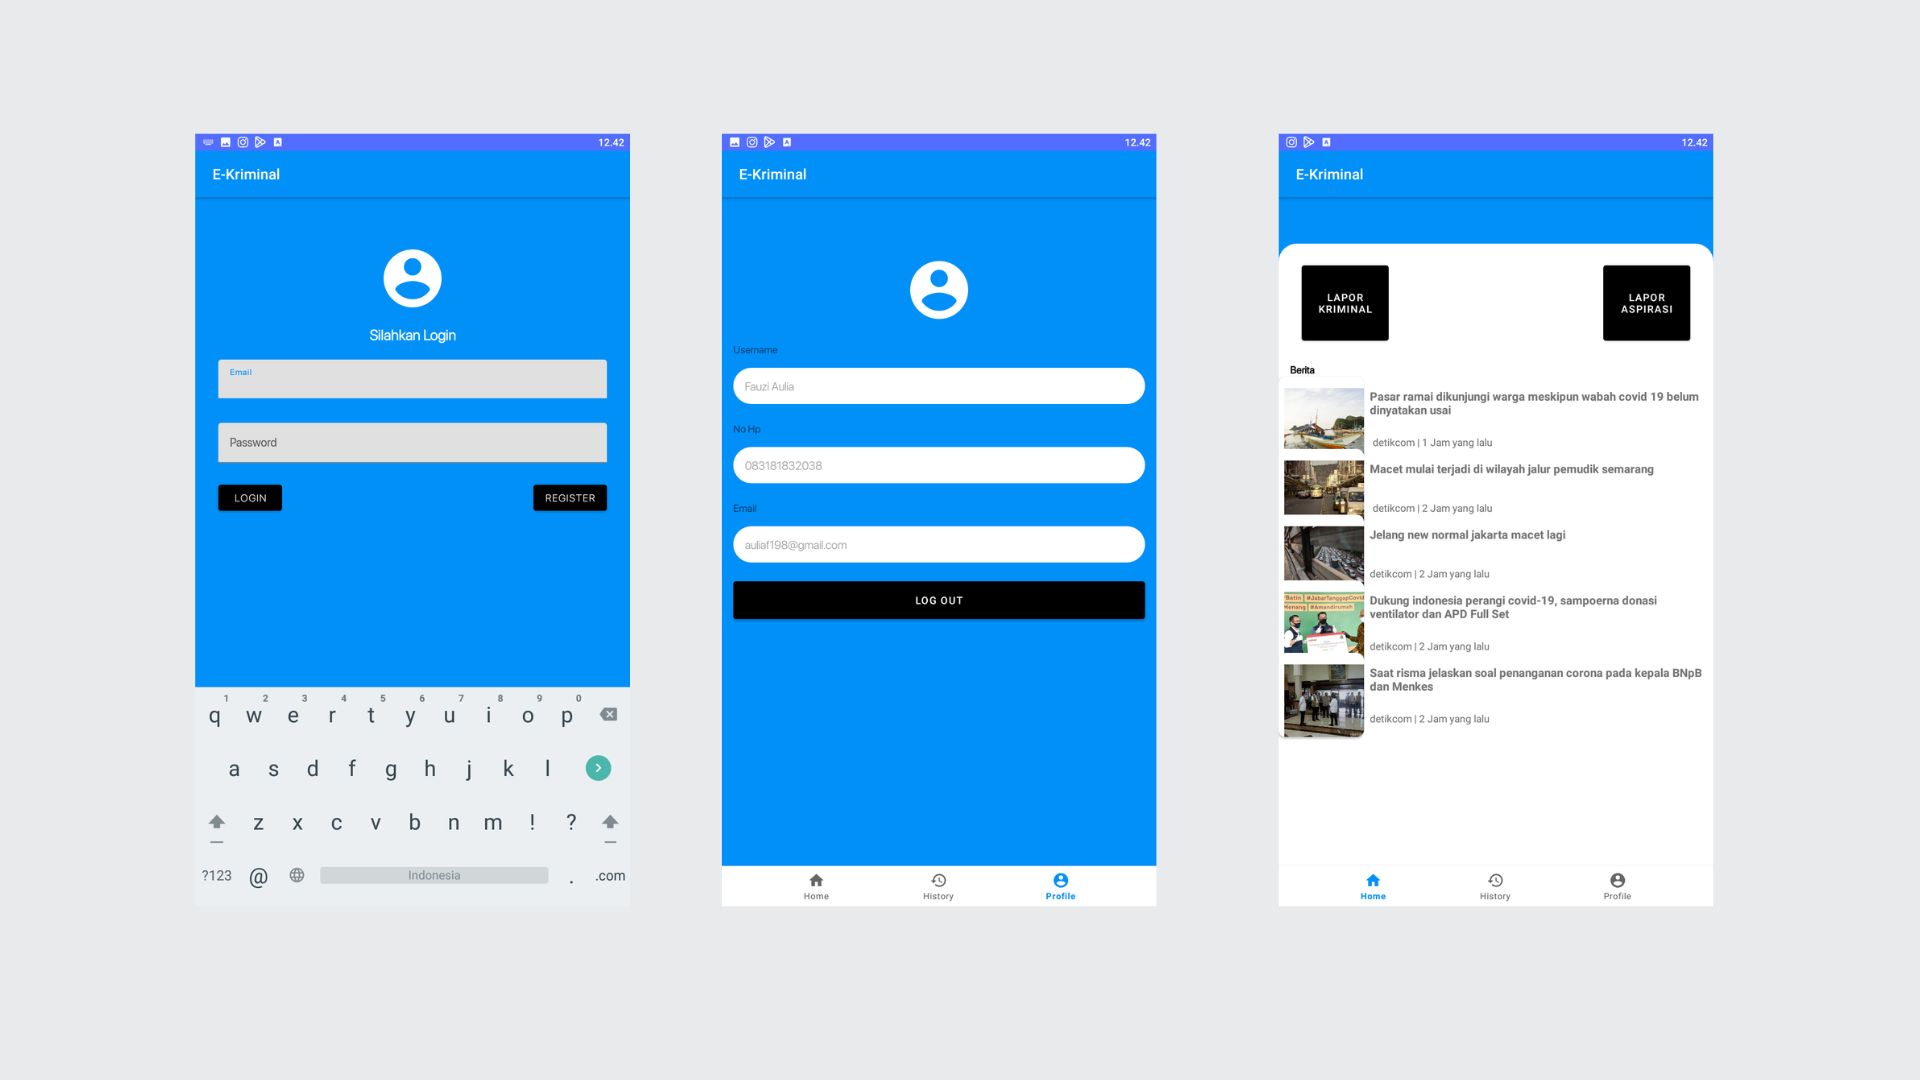 12.42
E-Kriminal
Silahkan Login
Email
Password
LOGIN
REGISTER
1 2 3 4 5 6 7 8 9 0
q w e r t y u i o p
a s d f g h j k l
z x c v b n m ! ?
?123 @ Indonesia . .com
12.42
E-Kriminal
Username
Fauzi Aulia
No Hp
083181832038
Email
auliaf198@gmail.com
LOG OUT
Home
History
Profile
12.42
E-Kriminal
LAPOR
KRIMINAL
LAPOR
ASPIRASI
Berita
Pasar ramai dikunjungi warga meskipun wabah covid 19 belum
dinyatakan usai
detikcom | 1 Jam yang lalu
Macet mulai terjadi di wilayah jalur pemudik semarang
detikcom | 2 Jam yang lalu
Jelang new normal jakarta macet lagi
detikcom | 2 Jam yang lalu
#JabarTanggapCovid
#Amandirumah
Dukung indonesia perangi covid-19, sampoerna donasi
ventilator dan APD Full Set
detikcom | 2 Jam yang lalu
Saat risma jelaskan soal penanganan corona pada kepala BNpB
dan Menkes
detikcom | 2 Jam yang lalu
Home
History
Profile